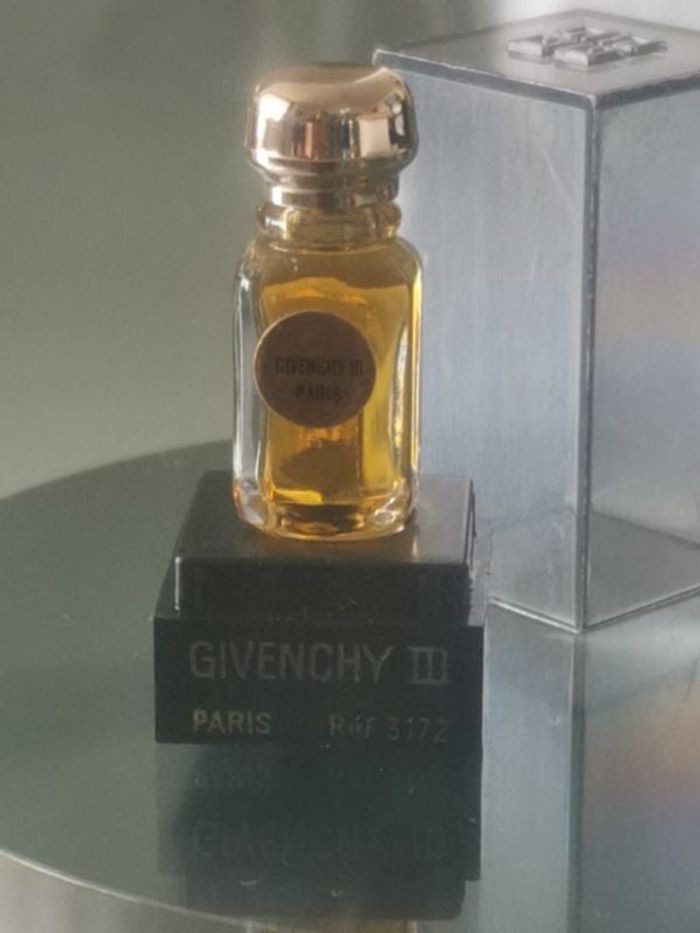 GIVENCHY III
PARIS
GIVENCHY III
PARIS Réf 3172